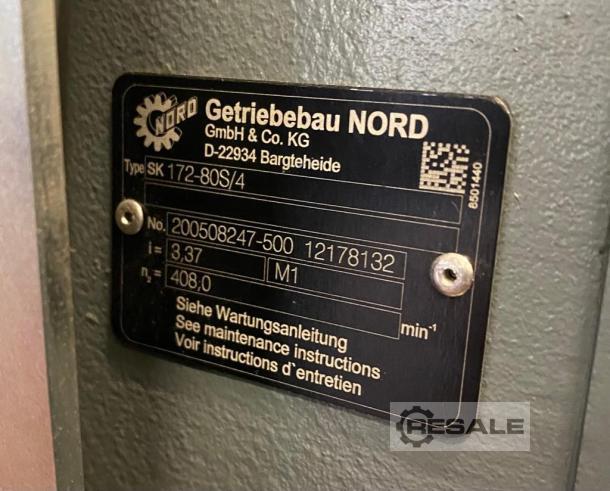 NORD
Getriebebau NORD
GmbH & Co. KG
D-22934 Bargteheide
6501440
Type SK 172-80S/4
No. 200508247-500 12178132
i = 3,37 M1
n₂ = 408,0 min⁻¹
Siehe Wartungsanleitung
See maintenance instructions
Voir instructions d`entretien
RESALE